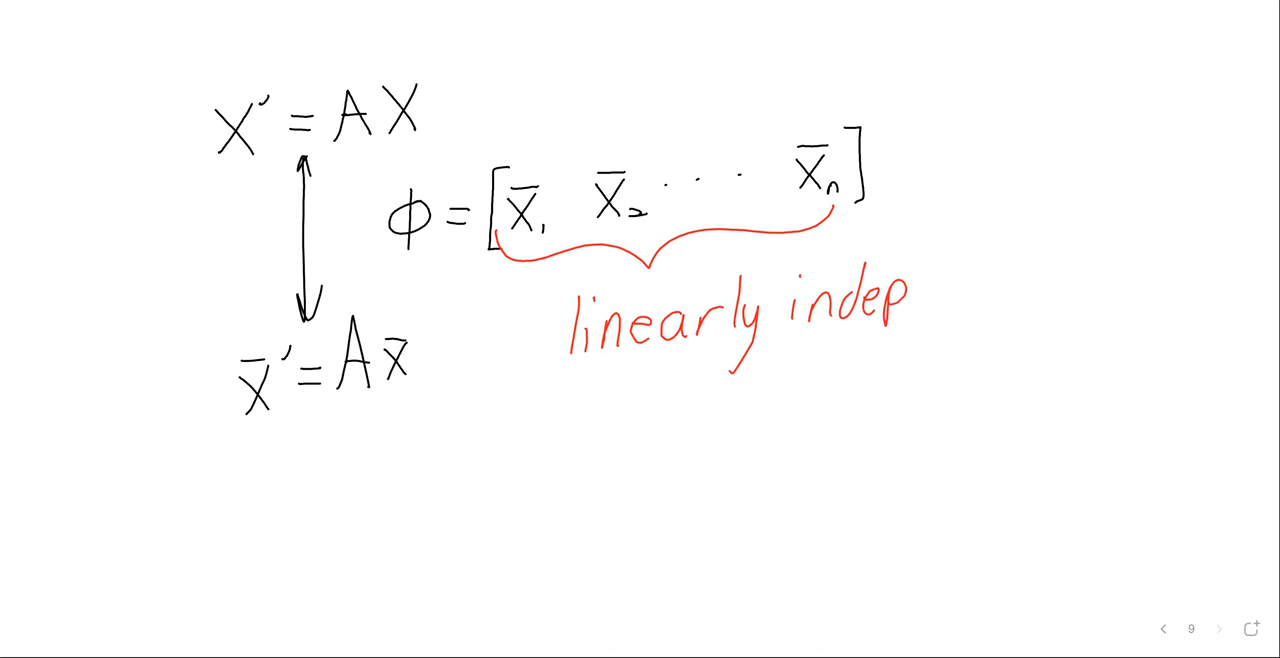 X' = AX
ϕ = [x̄₁ x̄₂ .... x̄ₙ]
linearly indep
x̄' = Ax̄
9